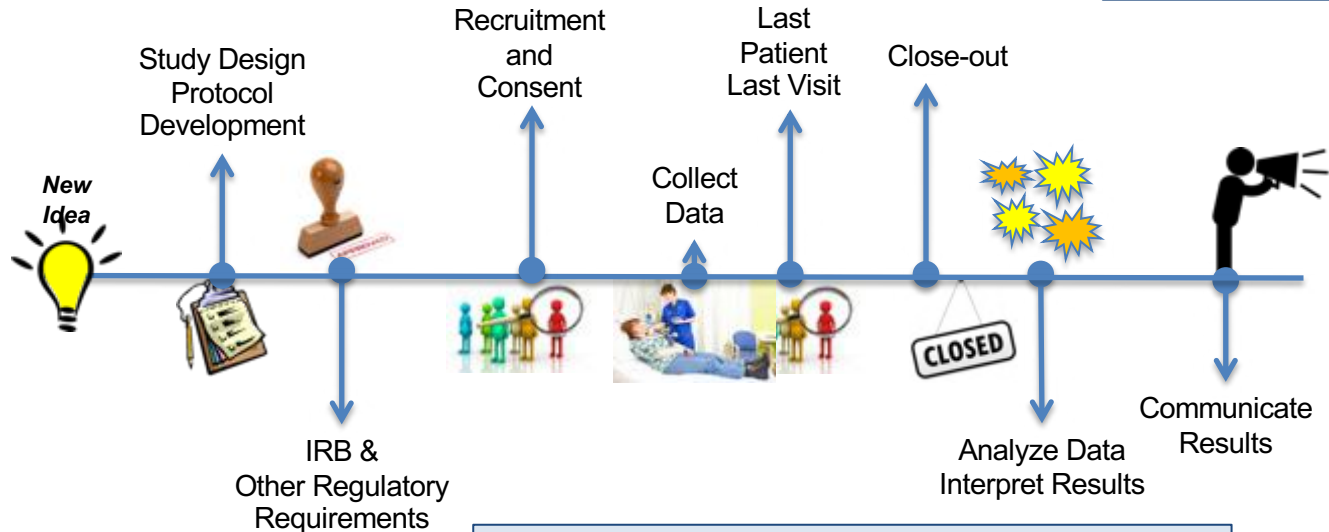 New
Idea
Study Design
Protocol
Development
APPROVED
IRB &
Other Regulatory
Requirements
Recruitment
and
Consent
Collect
Data
Last
Patient
Last Visit
Close-out
CLOSED
Analyze Data
Interpret Results
Communicate
Results